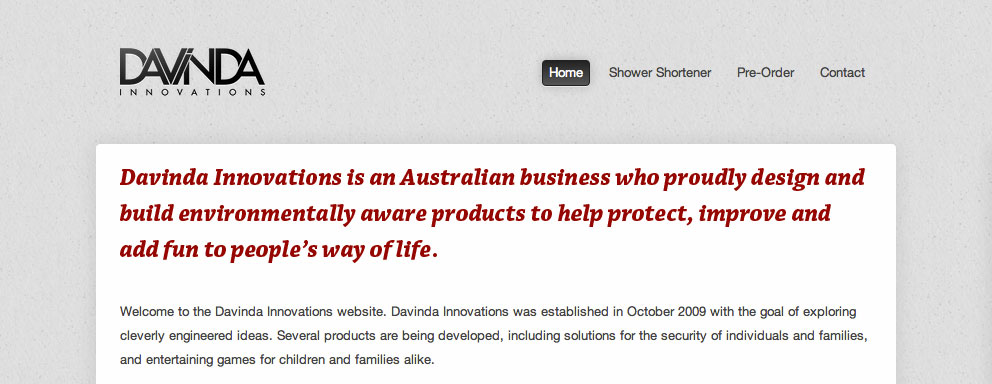 DAVINDA
INNOVATIONS
Home Shower Shortener Pre-Order Contact
Davinda Innovations is an Australian business who proudly design and
build environmentally aware products to help protect, improve and
add fun to people’s way of life.
Welcome to the Davinda Innovations website. Davinda Innovations was established in October 2009 with the goal of exploring
cleverly engineered ideas. Several products are being developed, including solutions for the security of individuals and families,
and entertaining games for children and families alike.